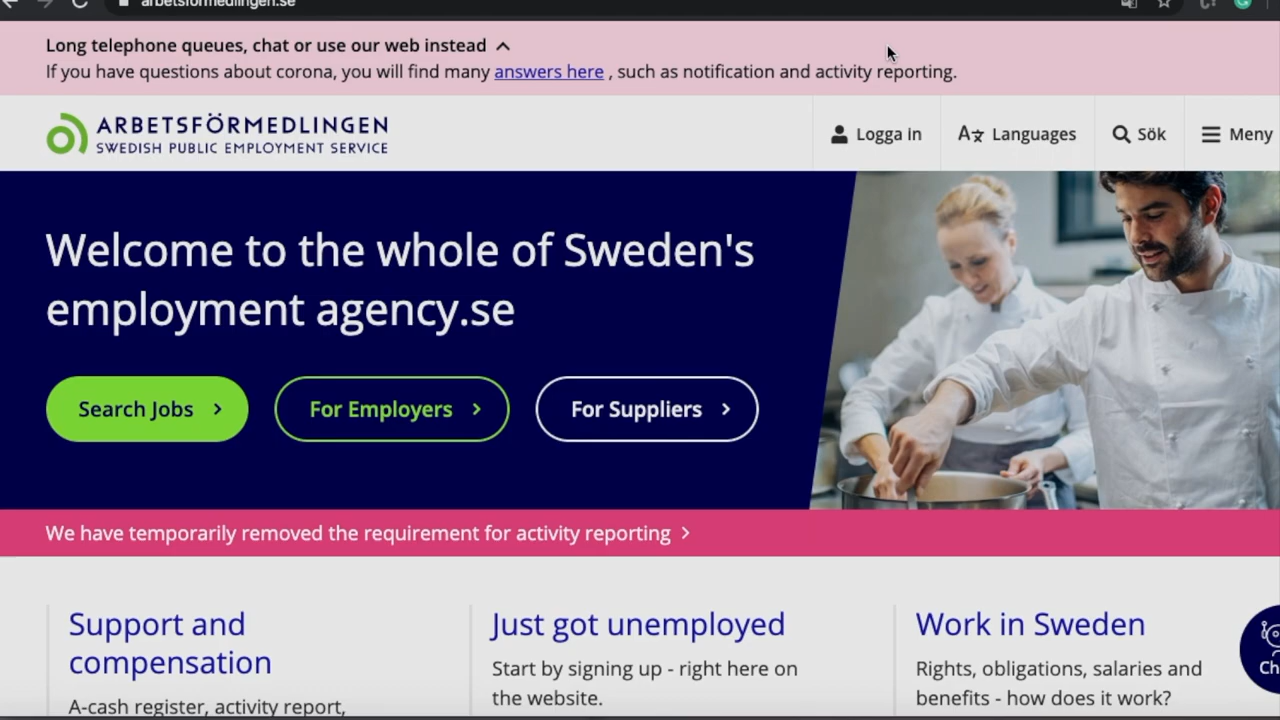 arbetsformedlingen.se
Long telephone queues, chat or use our web instead
If you have questions about corona, you will find many answers here , such as notification and activity reporting.
ARBETSFÖRMEDLINGEN
SWEDISH PUBLIC EMPLOYMENT SERVICE
Logga in
Languages
Sök
Meny
Welcome to the whole of Sweden's
employment agency.se
Search Jobs
For Employers
For Suppliers
We have temporarily removed the requirement for activity reporting
Support and
compensation
A-cash register, activity report,
Just got unemployed
Start by signing up - right here on
the website.
Work in Sweden
Rights, obligations, salaries and
benefits - how does it work?
Ch